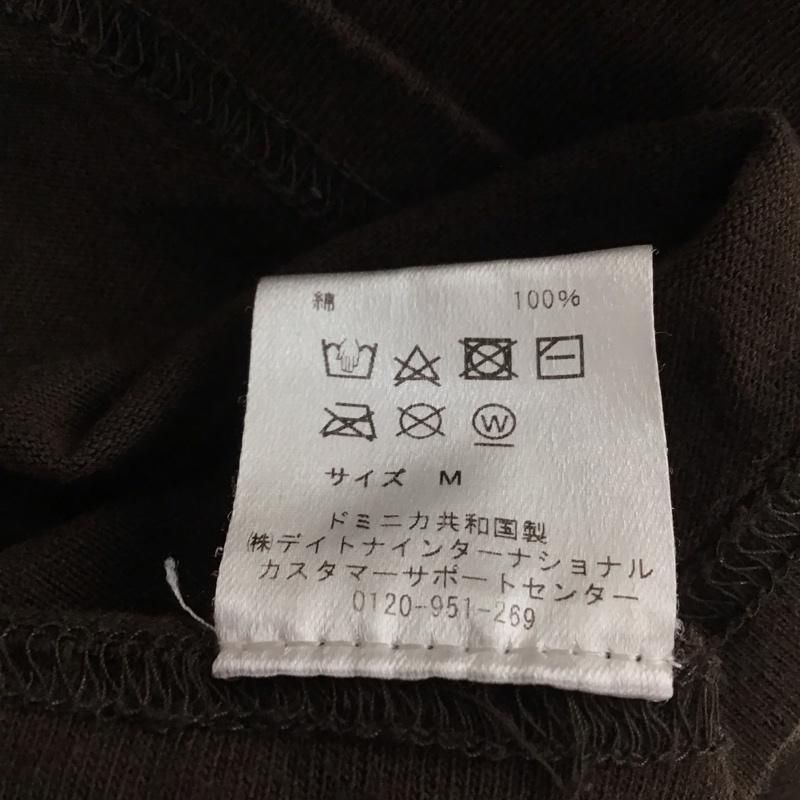 綿 100%
W
サイズ M
ドミニカ共和国製
㈱デイトナインターナショナル
カスタマーサポートセンター
0120-951-269